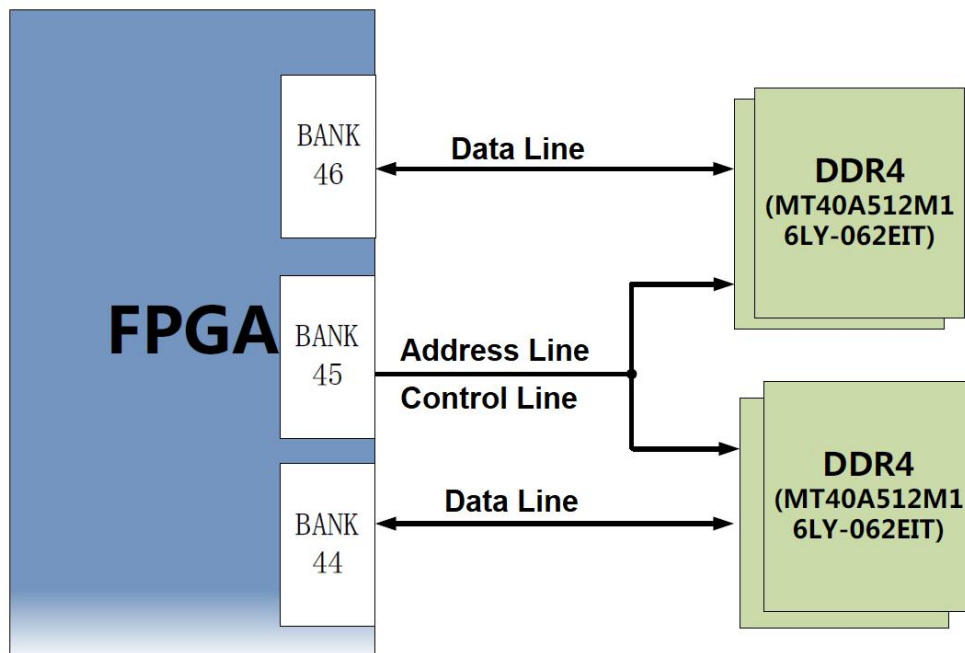 FPGA
BANK
46
Data Line
DDR4
(MT40A512M1
6LY-062EIT)
BANK
45
Address Line
Control Line
BANK
44
Data Line
DDR4
(MT40A512M1
6LY-062EIT)